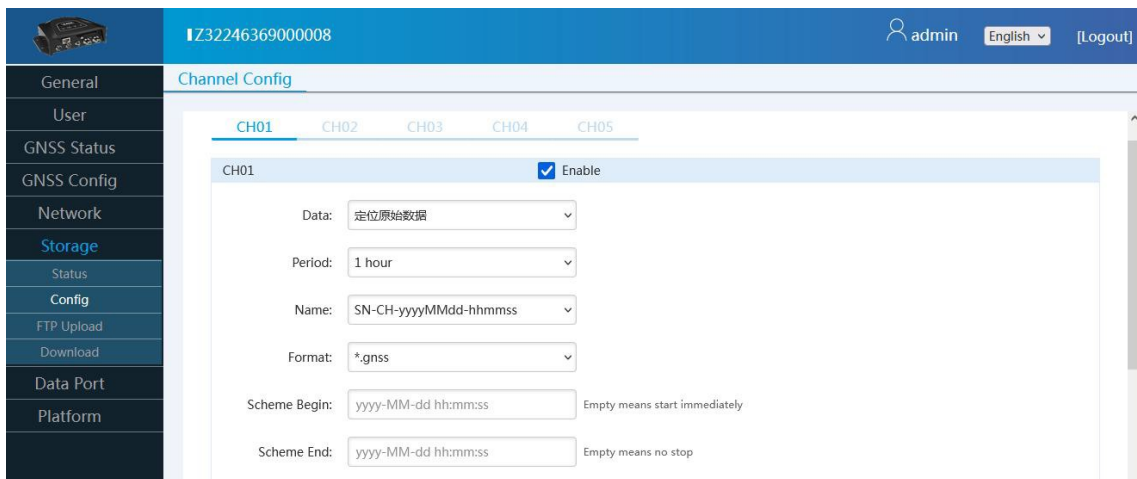 Z32246369000008
admin
English
[Logout]
General
User
GNSS Status
GNSS Config
Network
Storage
Status
Config
FTP Upload
Download
Data Port
Platform
Channel Config
CH01 CH02 CH03 CH04 CH05
CH01 Enable
Data: 定位原始数据
Period: 1 hour
Name: SN-CH-yyyyMMdd-hhmmss
Format: *.gnss
Scheme Begin: yyyy-MM-dd hh:mm:ss Empty means start immediately
Scheme End: yyyy-MM-dd hh:mm:ss Empty means no stop